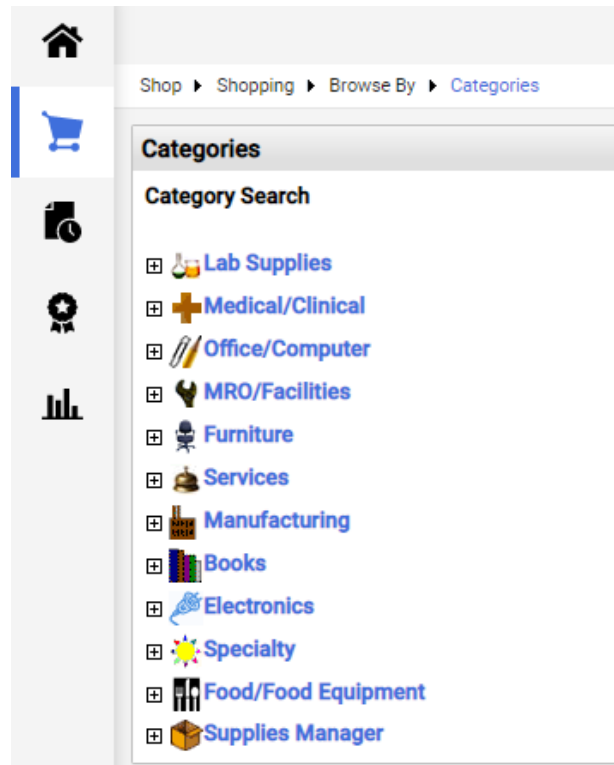 Shop ▸ Shopping ▸ Browse By ▸ Categories
Categories
Category Search
Lab Supplies
Medical/Clinical
Office/Computer
MRO/Facilities
Furniture
Services
Manufacturing
Books
Electronics
Specialty
Food/Food Equipment
Supplies Manager